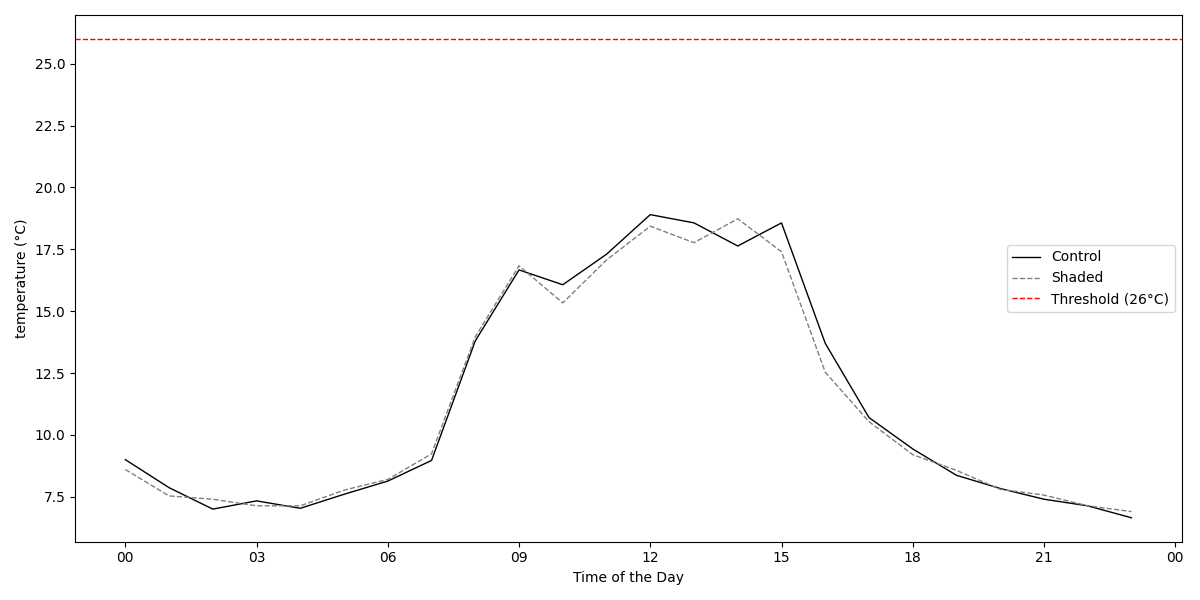 25.0
22.5
20.0
17.5
15.0
12.5
10.0
7.5
temperature (°C)
Control
Shaded
Threshold (26°C)
00 03 06 09 12 15 18 21 00
Time of the Day